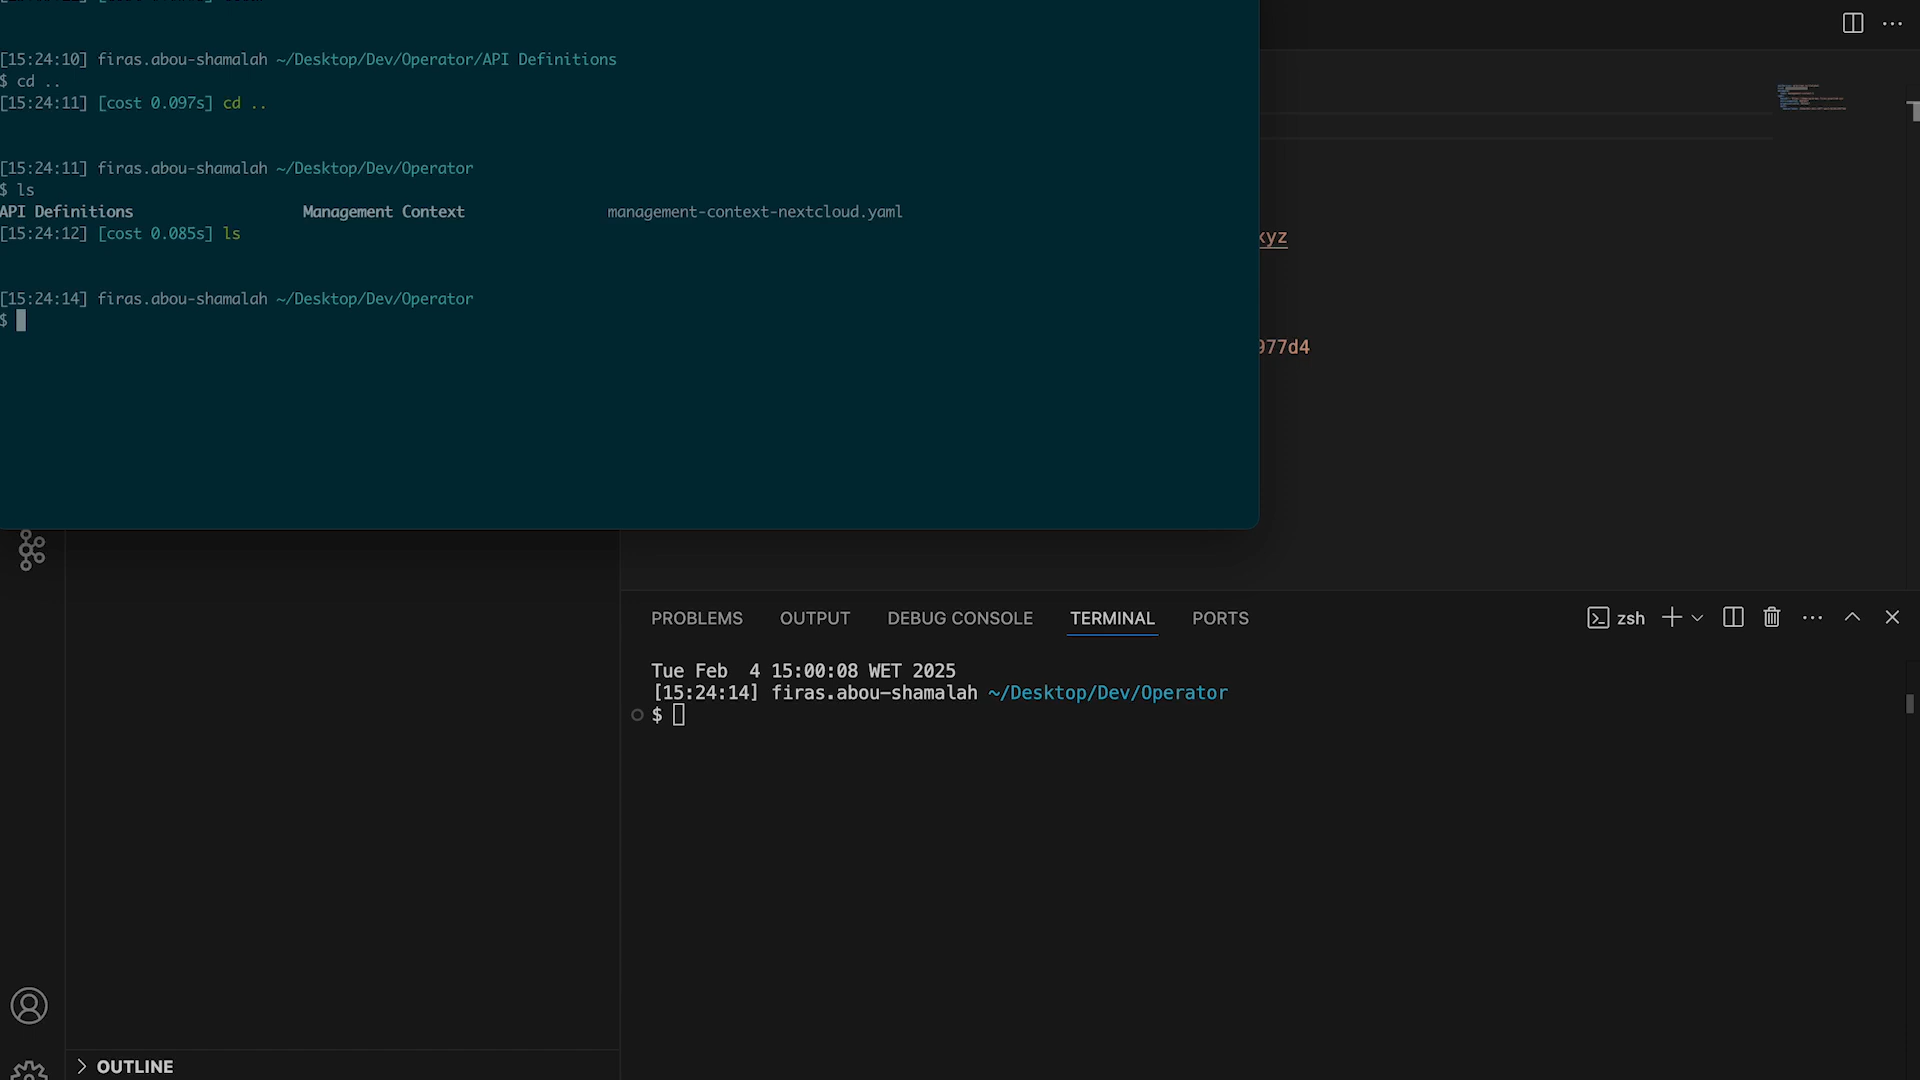 [15:24:10] firas.abou-shamalah ~/Desktop/Dev/Operator/API Definitions
$ cd ..
[15:24:11] [cost 0.097s] cd ..
[15:24:11] firas.abou-shamalah ~/Desktop/Dev/Operator
$ ls
API Definitions Management Context management-context-nextcloud.yaml
[15:24:12] [cost 0.085s] ls
[15:24:14] firas.abou-shamalah ~/Desktop/Dev/Operator
$
xyz
977d4
PROBLEMS OUTPUT DEBUG CONSOLE TERMINAL PORTS
zsh
Tue Feb  4 15:00:08 WET 2025
[15:24:14] firas.abou-shamalah ~/Desktop/Dev/Operator
$
OUTLINE